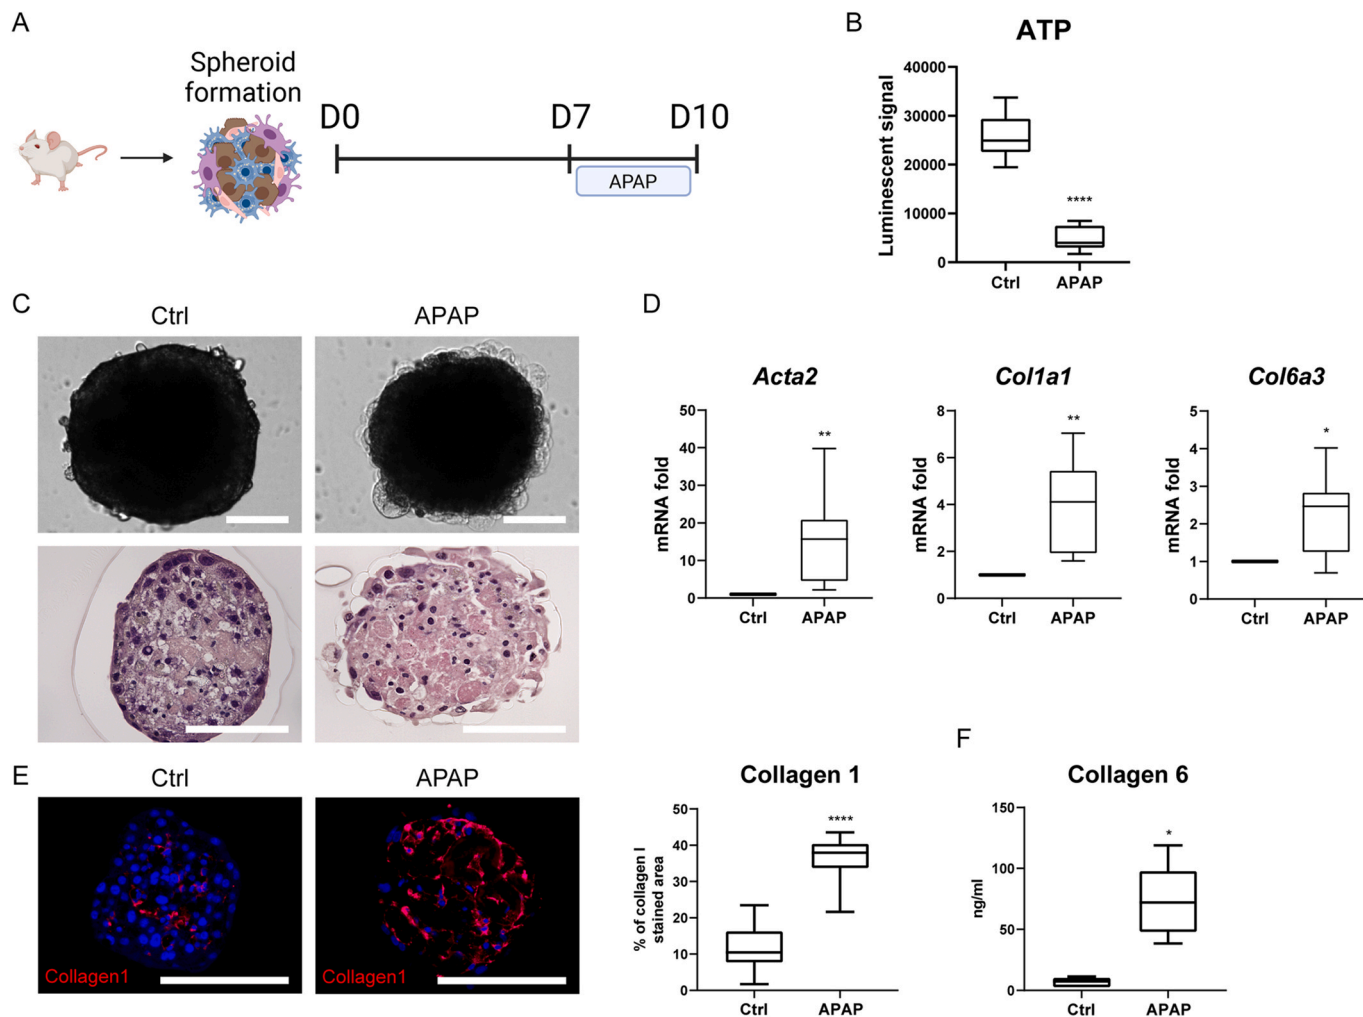 A
Spheroid
formation
D0
D7
D10
APAP
B
ATP
Luminescent signal
40000
30000
20000
10000
0
****
Ctrl
APAP
C
Ctrl
APAP
D
Acta2
mRNA fold
50
40
30
20
10
0
**
Ctrl
APAP
Col1a1
mRNA fold
8
6
4
2
0
**
Ctrl
APAP
Col6a3
mRNA fold
5
4
3
2
1
0
*
Ctrl
APAP
E
Ctrl
APAP
Collagen1
Collagen1
Collagen 1
% of collagen I
stained area
50
40
30
20
10
0
****
Ctrl
APAP
F
Collagen 6
ng/ml
150
100
50
0
*
Ctrl
APAP